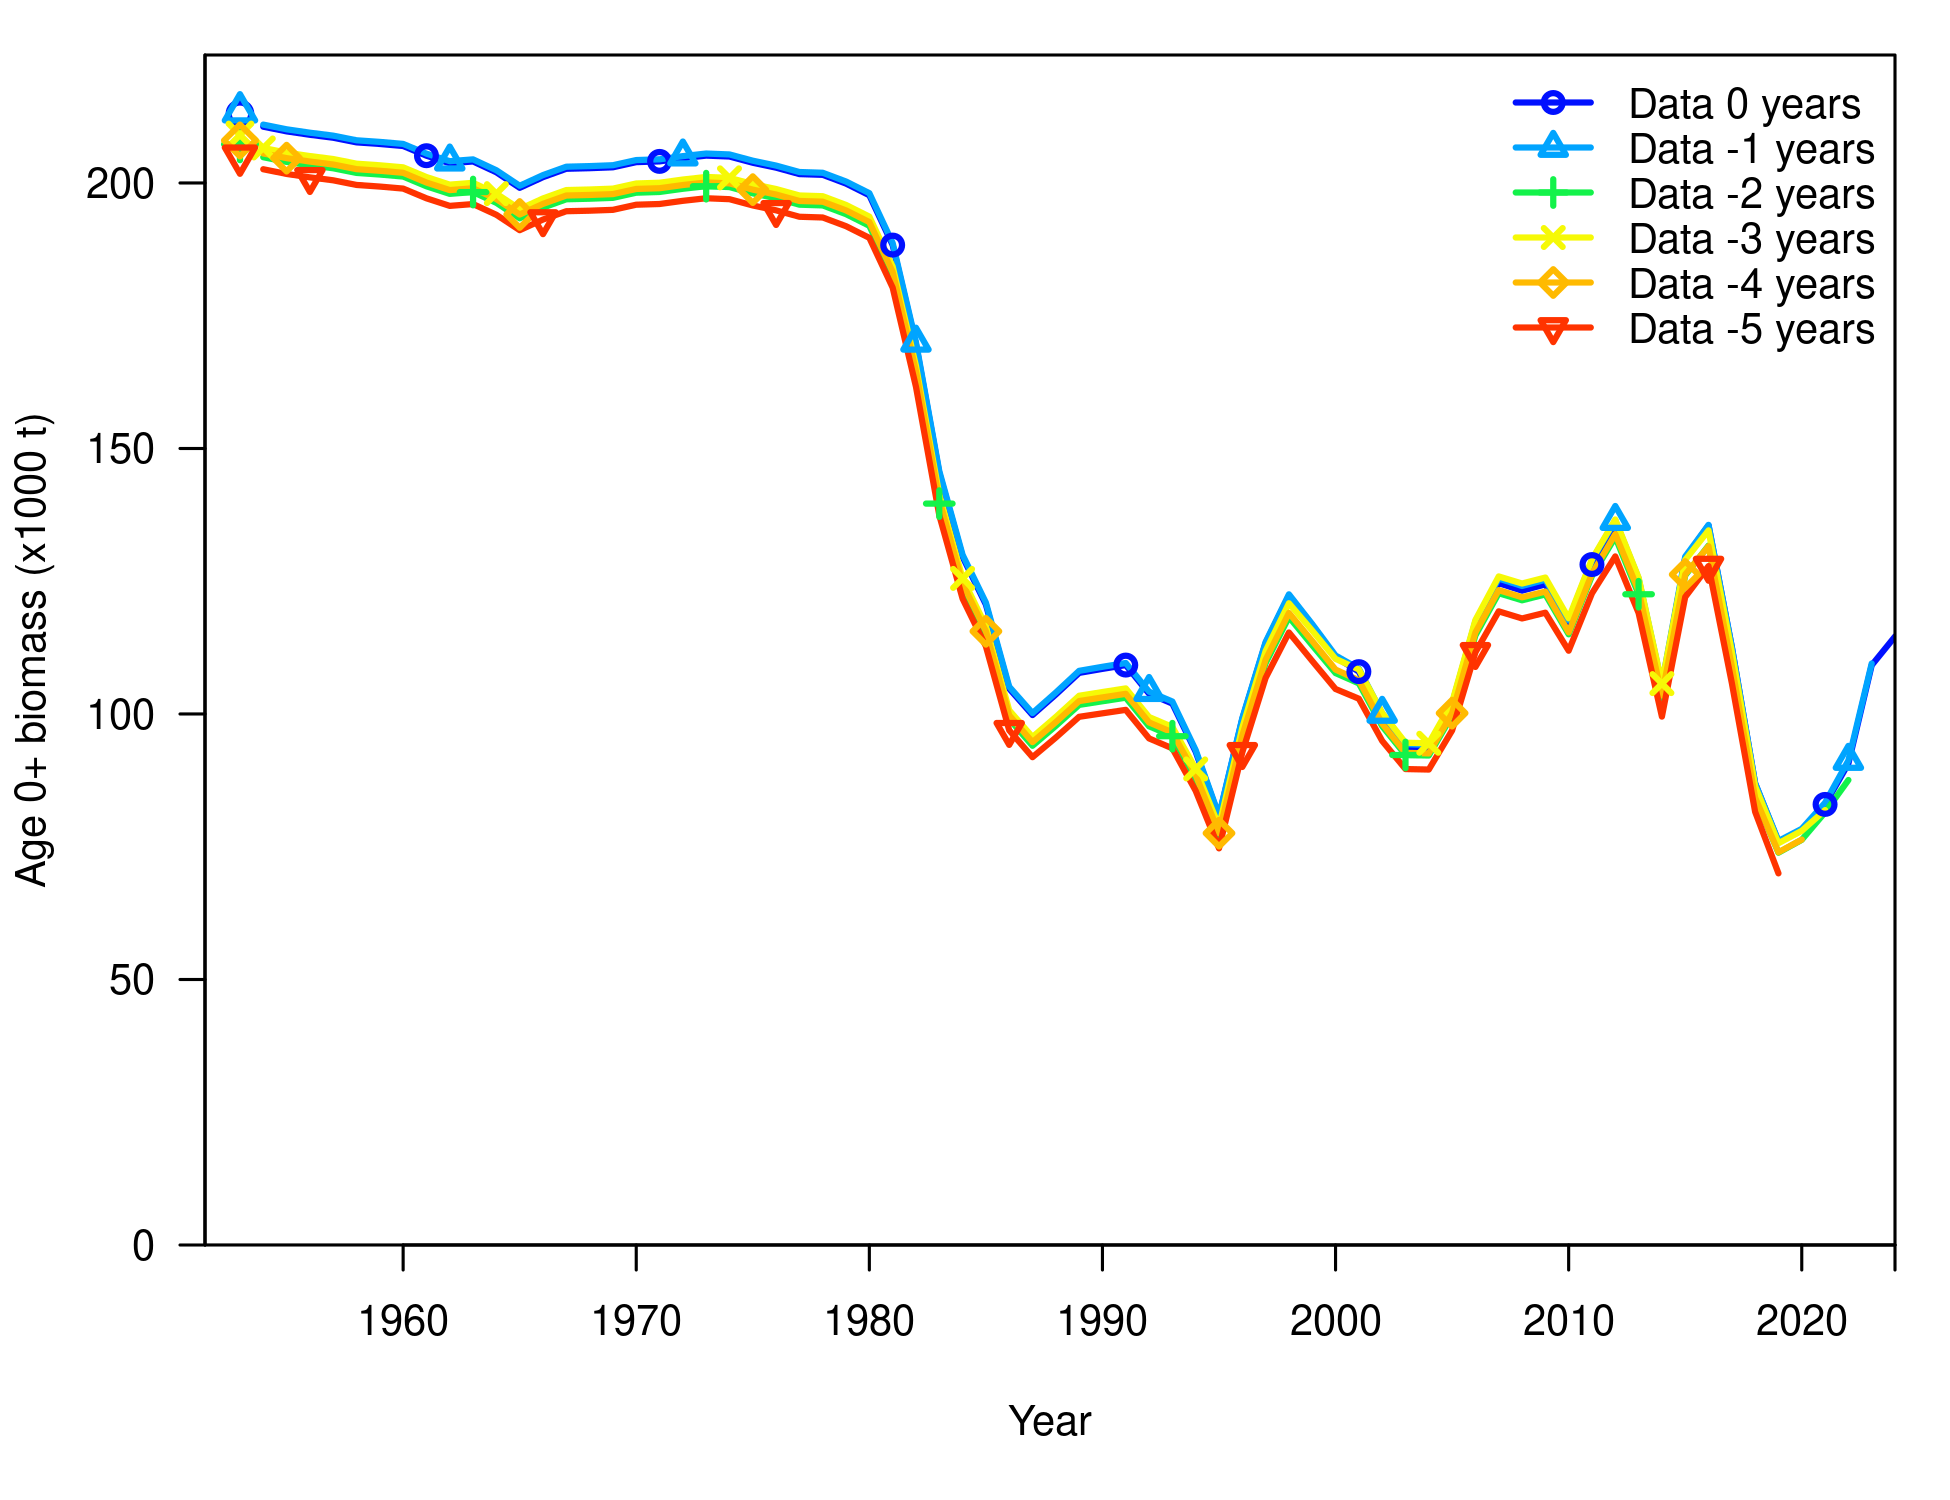 Data 0 years
Data -1 years
Data -2 years
Data -3 years
Data -4 years
Data -5 years
Age 0+ biomass (x1000 t)
200
150
100
50
0
1960 1970 1980 1990 2000 2010 2020
Year